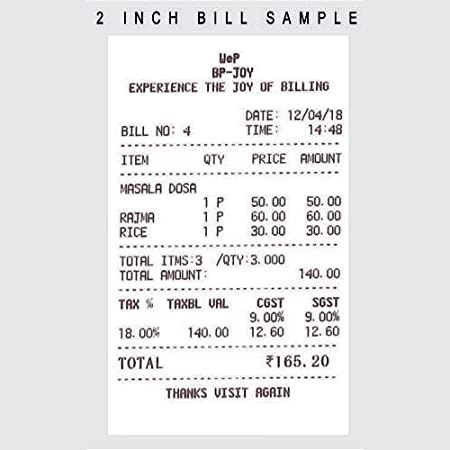 2 INCH BILL SAMPLE
WeP
BP-JOY
EXPERIENCE THE JOY OF BILLING
DATE: 12/04/18
BILL NO: 4 TIME: 14:48
ITEM QTY PRICE AMOUNT
MASALA DOSA
1 P 50.00 50.00
RAJMA 1 P 60.00 60.00
RICE 1 P 30.00 30.00
TOTAL ITMS:3 /QTY:3.000
TOTAL AMOUNT: 140.00
TAX % TAXBL VAL CGST SGST
9.00% 9.00%
18.00% 140.00 12.60 12.60
TOTAL ₹165.20
THANKS VISIT AGAIN